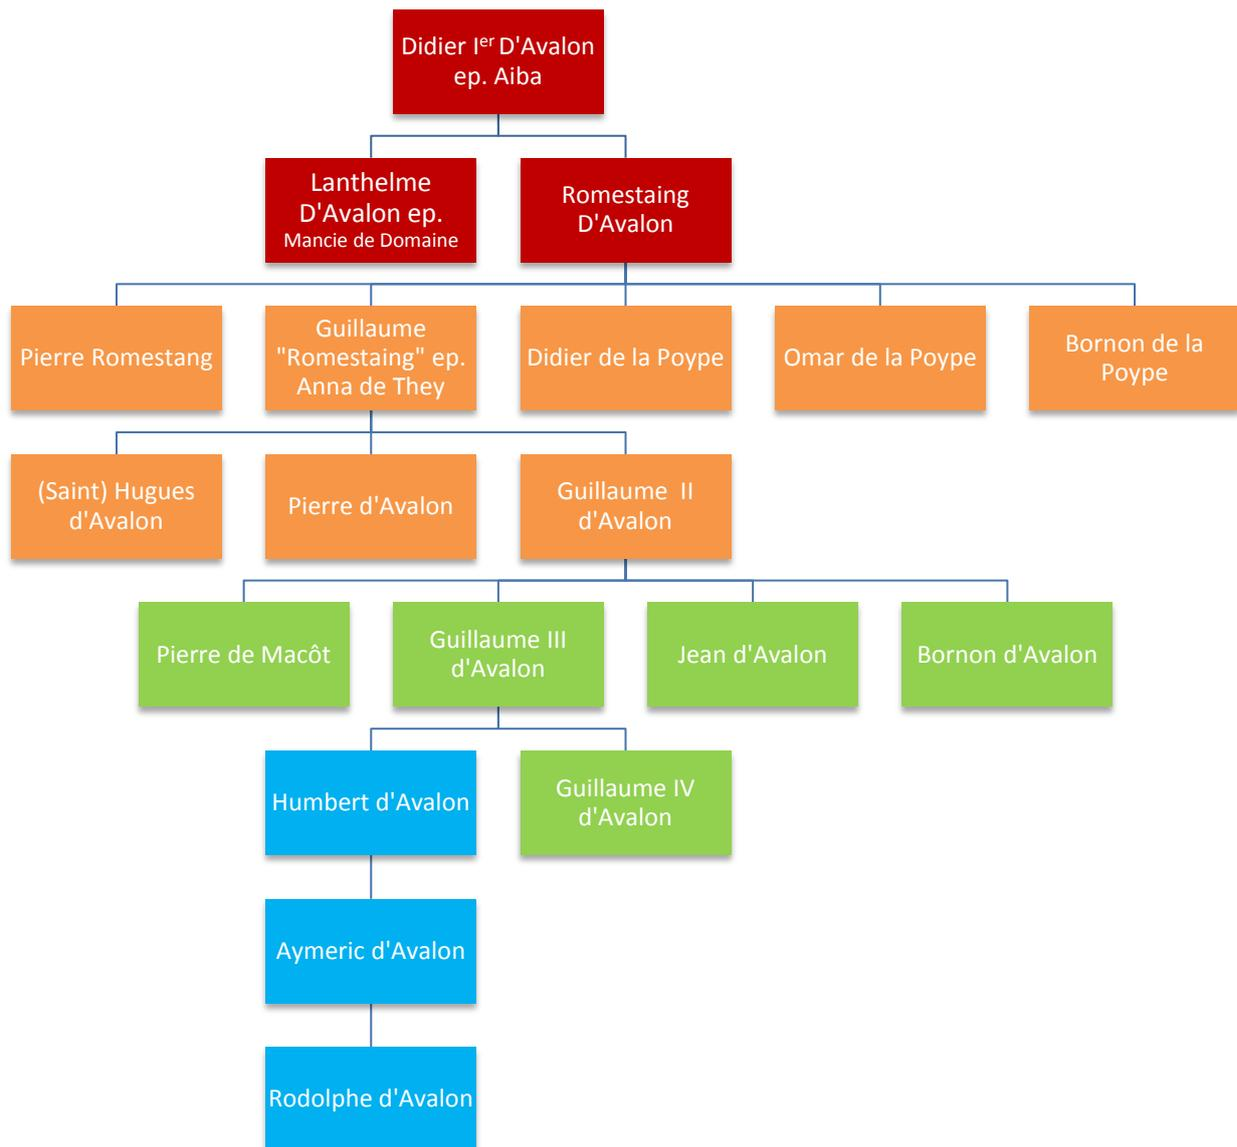 Didier Ier D'Avalon
ep. Aiba
Lanthelme
D'Avalon ep.
Mancie de Domaine
Romestaing
D'Avalon
Pierre Romestang
Guillaume
"Romestaing" ep.
Anna de They
Didier de la Poype
Omar de la Poype
Bornon de la
Poype
(Saint) Hugues
d'Avalon
Pierre d'Avalon
Guillaume II
d'Avalon
Pierre de Macôt
Guillaume III
d'Avalon
Jean d'Avalon
Bornon d'Avalon
Humbert d'Avalon
Guillaume IV
d'Avalon
Aymeric d'Avalon
Rodolphe d'Avalon